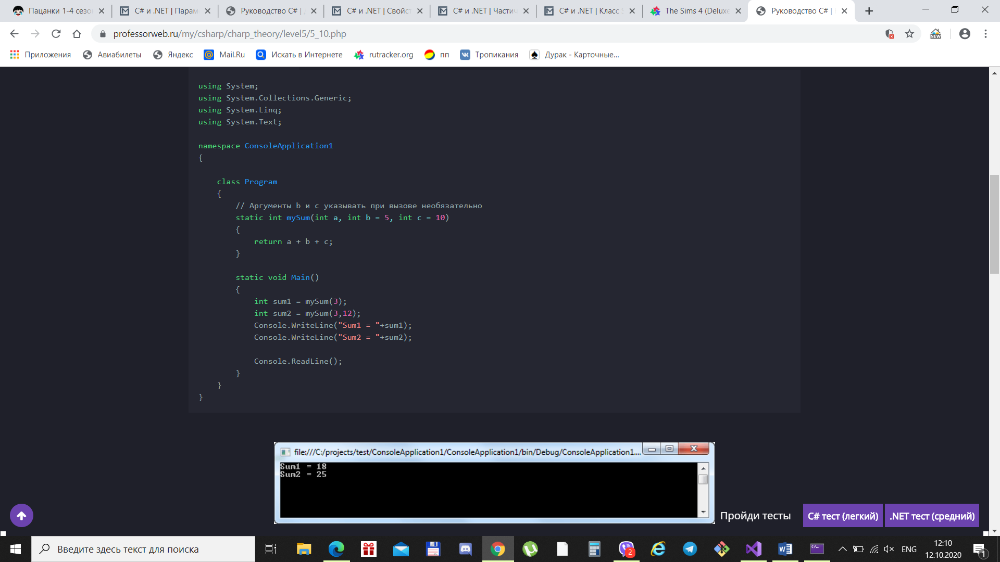 Пацанки 1-4 сезо
C# и .NET | Парам
Руководство C# |
C# и .NET | Свойст
C# и .NET | Частич
C# и .NET | Класс
The Sims 4 (Deluxe
Руководство C# |
professorweb.ru/my/csharp/charp_theory/level5/5_10.php
NEW
Приложения
Авиабилеты
Яндекс
Mail.Ru
Искать в Интернете
rutracker.org
пп
Тропикания
Дурак - Карточные...
using System;
using System.Collections.Generic;
using System.Linq;
using System.Text;
namespace ConsoleApplication1
{
class Program
{
// Аргументы b и c указывать при вызове необязательно
static int mySum(int a, int b = 5, int c = 10)
{
return a + b + c;
}
static void Main()
{
int sum1 = mySum(3);
int sum2 = mySum(3,12);
Console.WriteLine("Sum1 = "+sum1);
Console.WriteLine("Sum2 = "+sum2);
Console.ReadLine();
}
}
}
file:///C:/projects/test/ConsoleApplication1/ConsoleApplication1/bin/Debug/ConsoleApplication1....
Sum1 = 18
Sum2 = 25
Пройди тесты
C# тест (легкий)
.NET тест (средний)
Введите здесь текст для поиска
2
ENG
12:10
12.10.2020
1